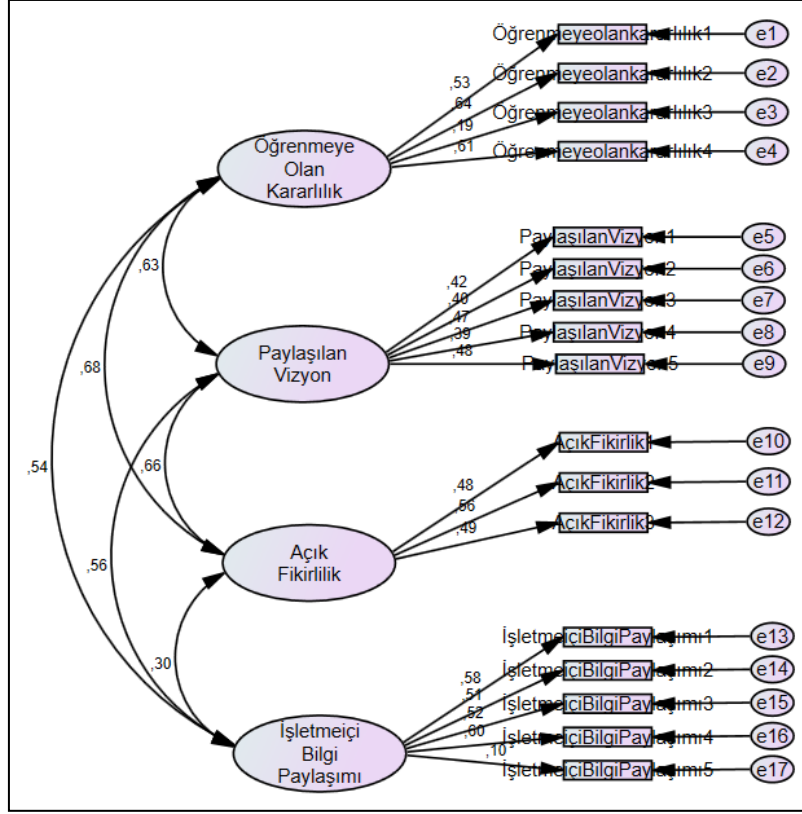 Öğrenmeyeolankararlılık1 e1
Öğrenmeyeolankararlılık2 e2
Öğrenmeyeolankararlılık3 e3
Öğrenmeyeolankararlılık4 e4
,53
,64
,19
,61
Öğrenmeye
Olan
Kararlılık
PaylaşılanVizyon1 e5
PaylaşılanVizyon2 e6
PaylaşılanVizyon3 e7
PaylaşılanVizyon4 e8
PaylaşılanVizyon5 e9
,63
,42
,40
,47
,39
,48
Paylaşılan
Vizyon
,68
,54
,66
,56
AçıkFikirlik1 e10
AçıkFikirlik2 e11
AçıkFikirlik3 e12
,48
,56
,49
Açık
Fikirlilik
,30
İşletmeiçiBilgiPaylaşımı1 e13
İşletmeiçiBilgiPaylaşımı2 e14
İşletmeiçiBilgiPaylaşımı3 e15
İşletmeiçiBilgiPaylaşımı4 e16
İşletmeiçiBilgiPaylaşımı5 e17
,58
,51
,52
,60
,10
İşletmeiçi
Bilgi
Paylaşımı